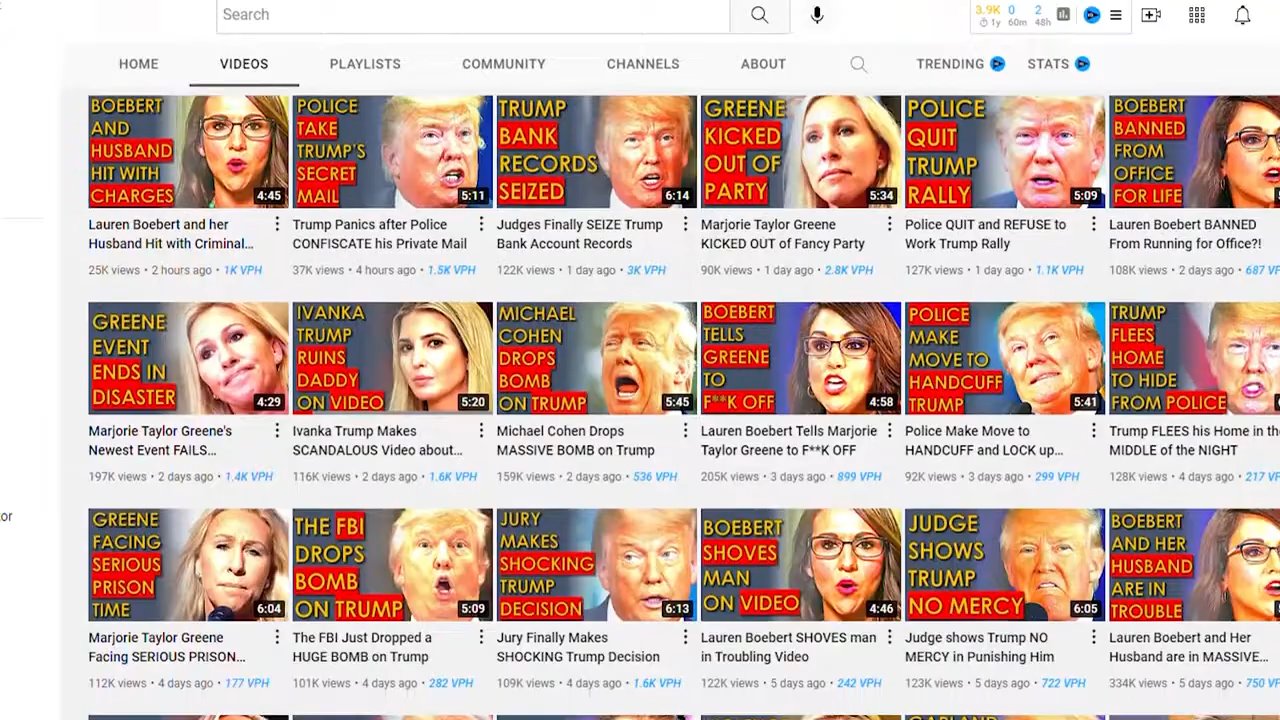 Search
3.9K 0 2
1y 60m 48h
HOME VIDEOS PLAYLISTS COMMUNITY CHANNELS ABOUT TRENDING STATS
BOEBERT
AND
HUSBAND
HIT WITH
CHARGES
4:45
POLICE
TAKE
TRUMP'S
SECRET
MAIL
5:11
TRUMP
BANK
RECORDS
SEIZED
6:14
GREENE
KICKED
OUT OF
PARTY
5:34
POLICE
QUIT
TRUMP
RALLY
5:09
BOEBERT
BANNED
FROM
OFFICE
FOR LIFE
Lauren Boebert and her
Husband Hit with Criminal...
25K views • 2 hours ago • 1K VPH
Trump Panics after Police
CONFISCATE his Private Mail
37K views • 4 hours ago • 1.5K VPH
Judges Finally SEIZE Trump
Bank Account Records
122K views • 1 day ago • 3K VPH
Marjorie Taylor Greene
KICKED OUT of Fancy Party
90K views • 1 day ago • 2.8K VPH
Police QUIT and REFUSE to
Work Trump Rally
127K views • 1 day ago • 1.1K VPH
Lauren Boebert BANNED
From Running for Office?!
108K views • 2 days ago • 687 VP
GREENE
EVENT
ENDS IN
DISASTER
4:29
IVANKA
TRUMP
RUINS
DADDY
ON VIDEO
5:20
MICHAEL
COHEN
DROPS
BOMB
ON TRUMP
5:45
BOEBERT
TELLS
GREENE
TO
F**K OFF
4:58
POLICE
MAKE
MOVE TO
HANDCUFF
TRUMP
5:41
TRUMP
FLEES
HOME
TO HIDE
FROM POLICE
Marjorie Taylor Greene's
Newest Event FAILS...
197K views • 2 days ago • 1.4K VPH
Ivanka Trump Makes
SCANDALOUS Video about...
116K views • 2 days ago • 1.6K VPH
Michael Cohen Drops
MASSIVE BOMB on Trump
159K views • 2 days ago • 536 VPH
Lauren Boebert Tells Marjorie
Taylor Greene to F**K OFF
205K views • 3 days ago • 899 VPH
Police Make Move to
HANDCUFF and LOCK up...
92K views • 3 days ago • 299 VPH
Trump FLEES his Home in the
MIDDLE of the NIGHT
128K views • 4 days ago • 217 VP
tor
GREENE
FACING
SERIOUS
PRISON
TIME
6:04
THE FBI
DROPS
BOMB
ON TRUMP
5:09
JURY
MAKES
SHOCKING
TRUMP
DECISION
6:13
BOEBERT
SHOVES
MAN
ON VIDEO
4:46
JUDGE
SHOWS
TRUMP
NO MERCY
6:05
BOEBERT
AND HER
HUSBAND
ARE IN
TROUBLE
Marjorie Taylor Greene
Facing SERIOUS PRISON...
112K views • 4 days ago • 177 VPH
The FBI Just Dropped a
HUGE BOMB on Trump
101K views • 4 days ago • 282 VPH
Jury Finally Makes
SHOCKING Trump Decision
109K views • 4 days ago • 1.6K VPH
Lauren Boebert SHOVES man
in Troubling Video
122K views • 5 days ago • 242 VPH
Judge shows Trump NO
MERCY in Punishing Him
123K views • 5 days ago • 722 VPH
Lauren Boebert and Her
Husband are in MASSIVE...
334K views • 5 days ago • 750 VP